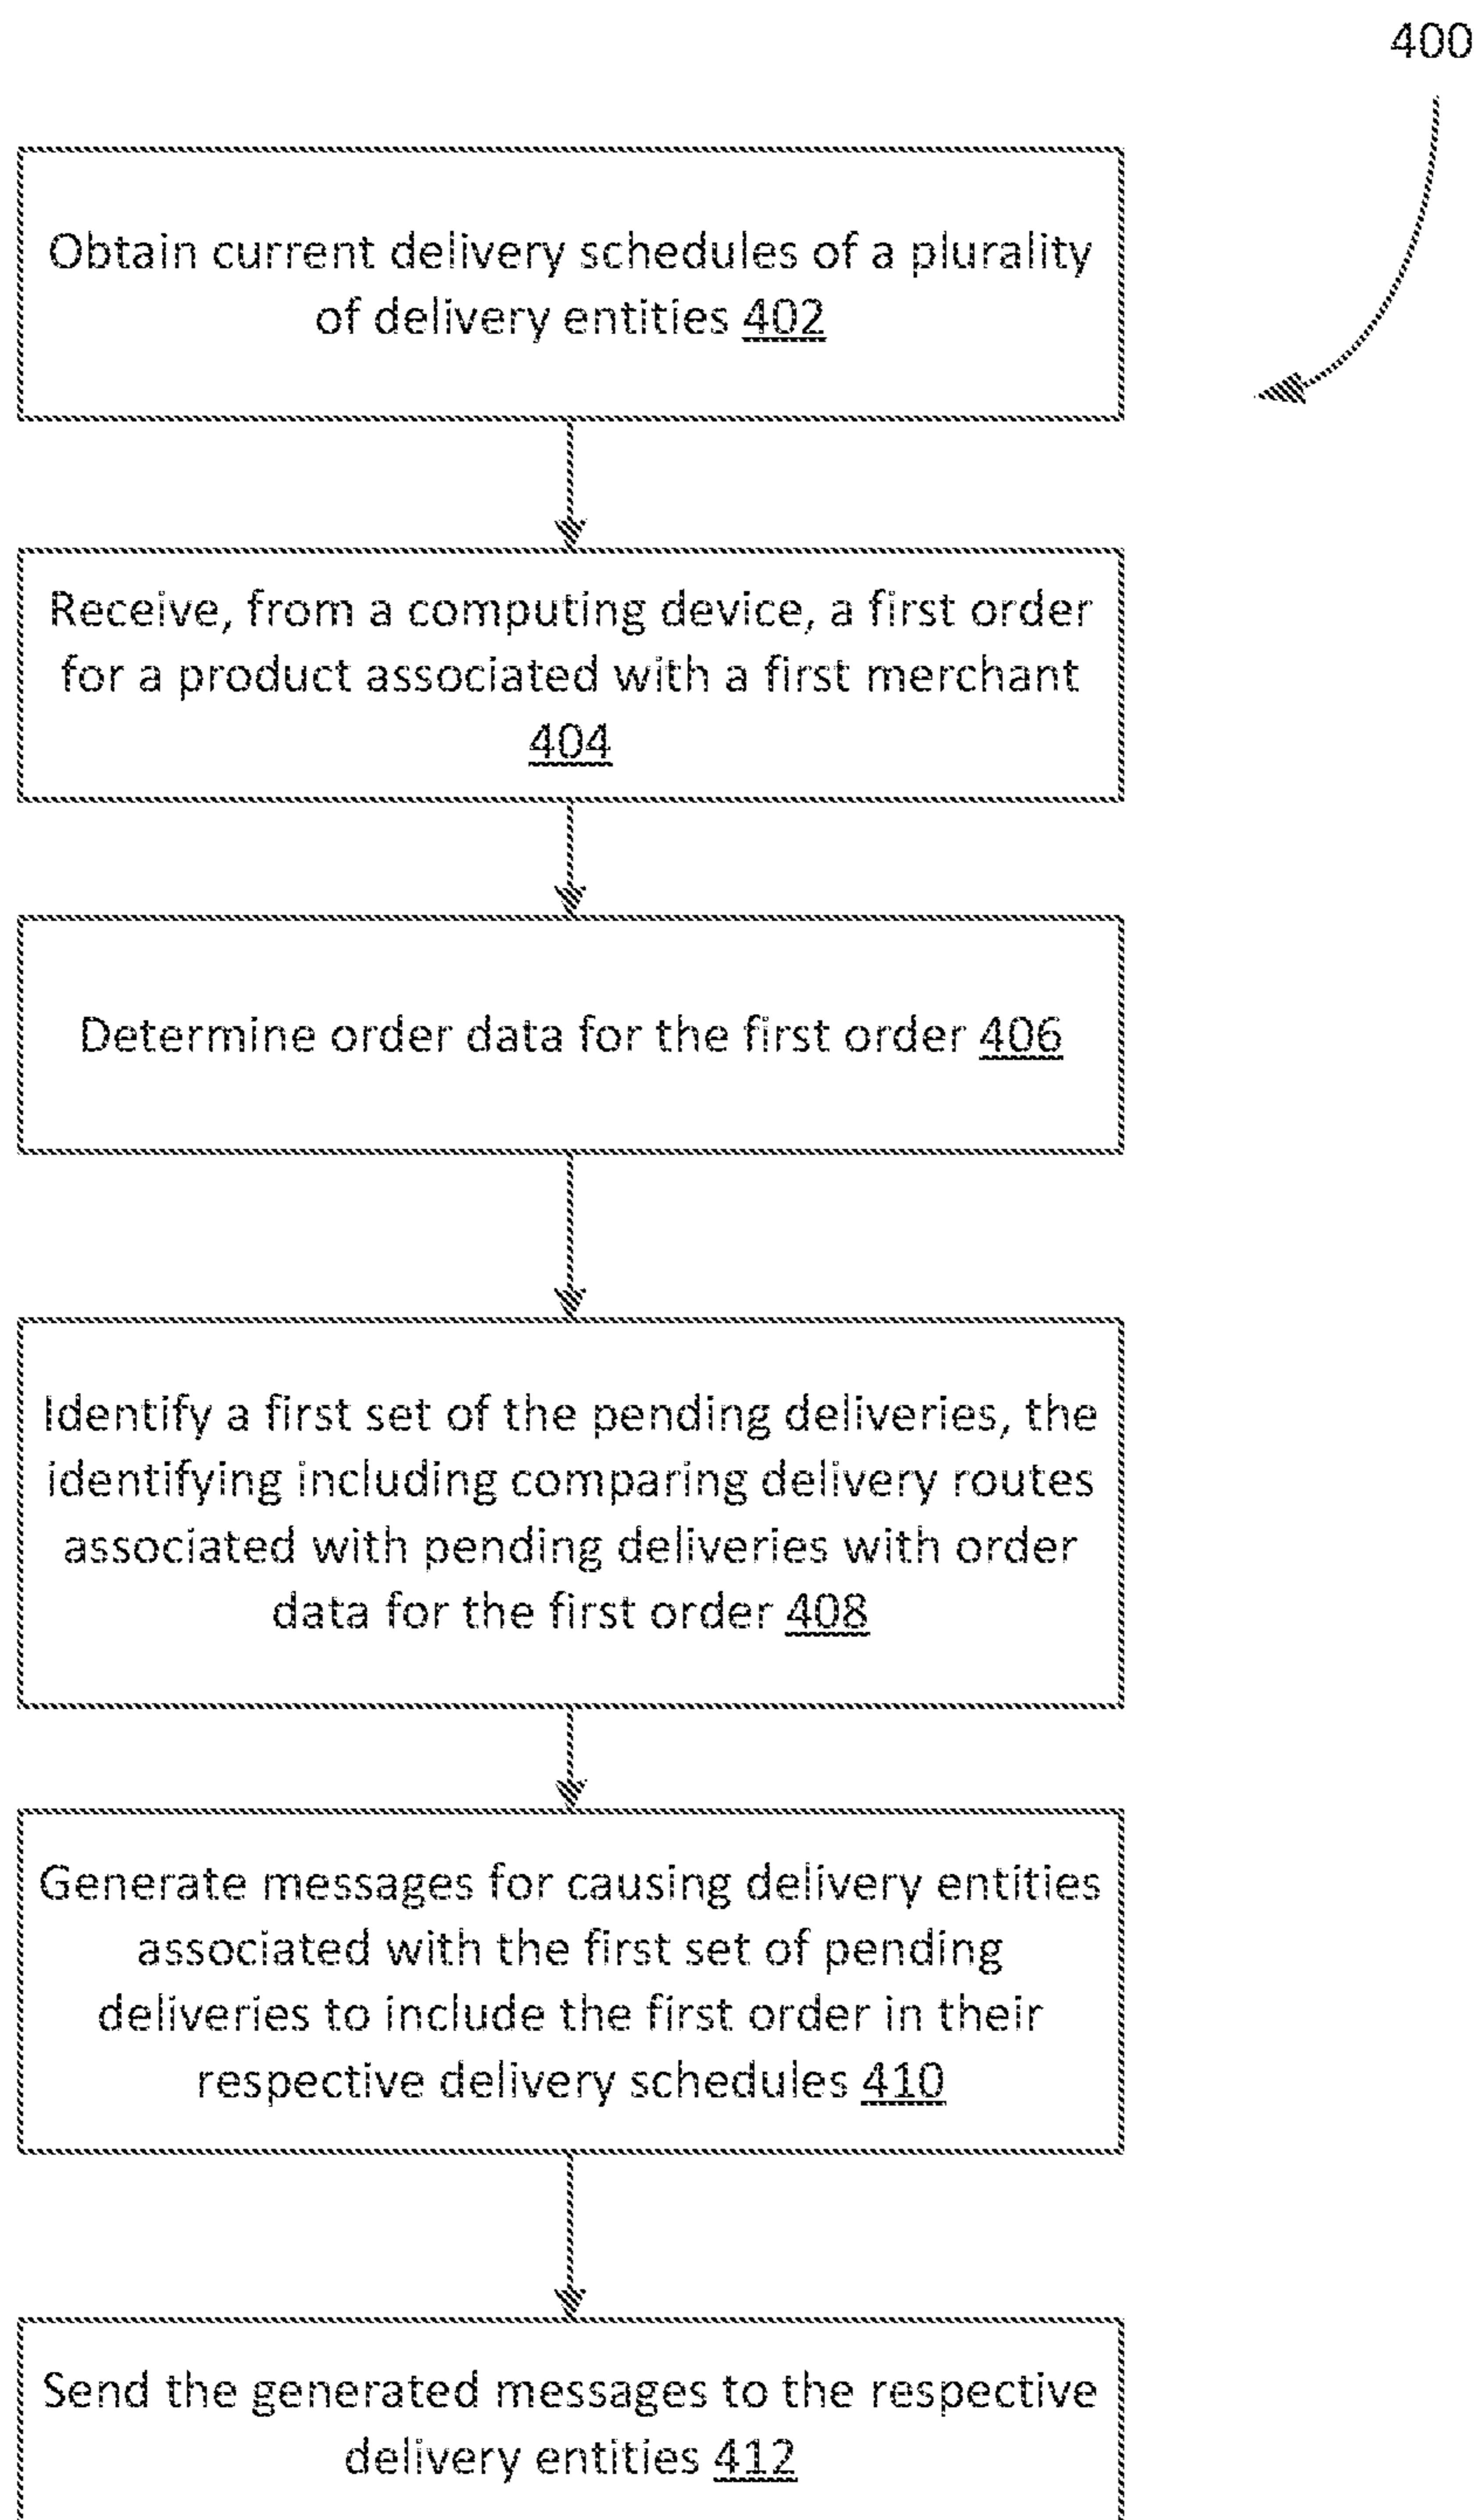 400
Obtain current delivery schedules of a plurality
of delivery entities 402
Receive, from a computing device, a first order
for a product associated with a first merchant
404
Determine order data for the first order 406
Identify a first set of the pending deliveries, the
identifying including comparing delivery routes
associated with pending deliveries with order
data for the first order 408
Generate messages for causing delivery entities
associated with the first set of pending
deliveries to include the first order in their
respective delivery schedules 410
Send the generated messages to the respective
delivery entities 412